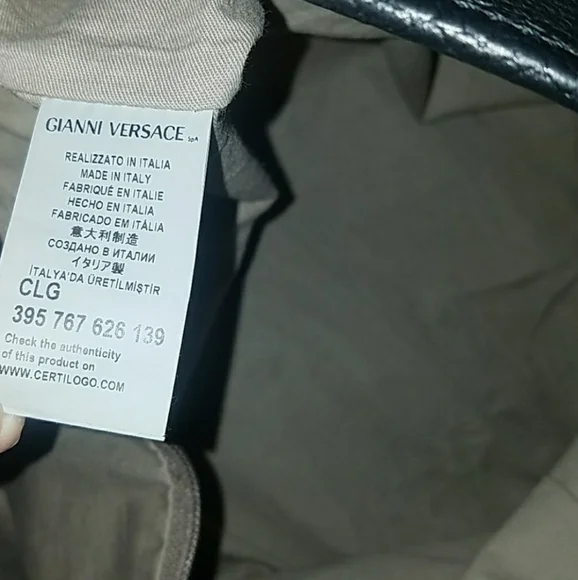 GIANNI VERSACE SpA
REALIZZATO IN ITALIA
MADE IN ITALY
FABRIQUÉ EN ITALIE
HECHO EN ITALIA
FABRICADO EM ITÁLIA
意大利制造
СОЗДАНО В ИТАЛИИ
イタリア製
İTALYA'DA ÜRETİLMİŞTİR
CLG
395 767 626 139
Check the authenticity
of this product on
WWW.CERTILOGO.COM